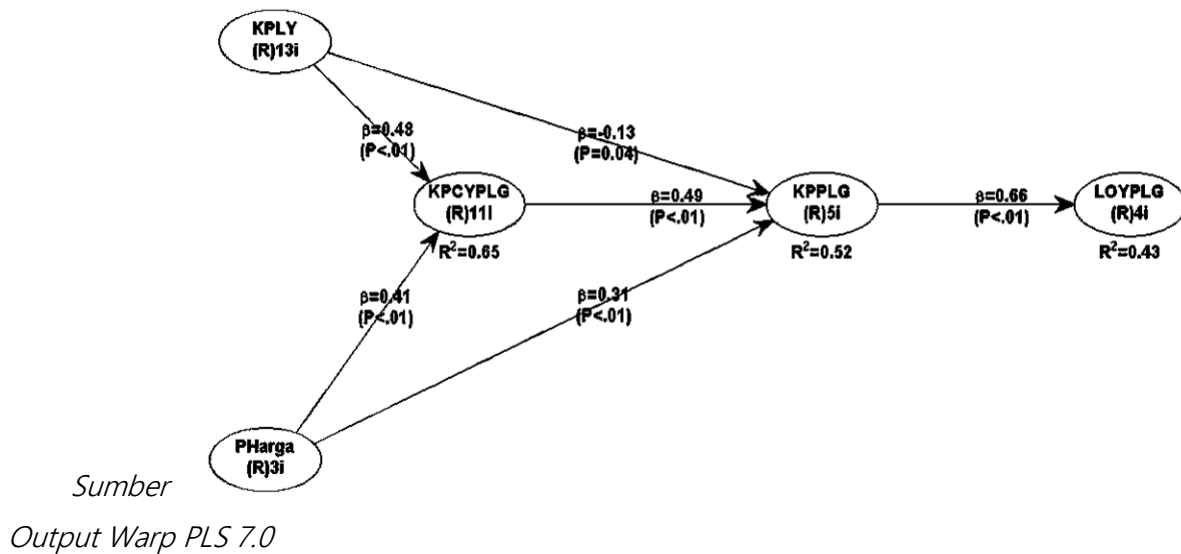 KPLY
(R)13i
β=0.48
(P<.01)
β=-0.13
(P=0.04)
KPCYPLG
(R)11i
R²=0.65
β=0.49
(P<.01)
KPPLG
(R)5i
R²=0.52
β=0.66
(P<.01)
LOYPLG
(R)4i
R²=0.43
β=0.41
(P<.01)
β=0.31
(P<.01)
PHarga
(R)3i
Sumber
Output Warp PLS 7.0